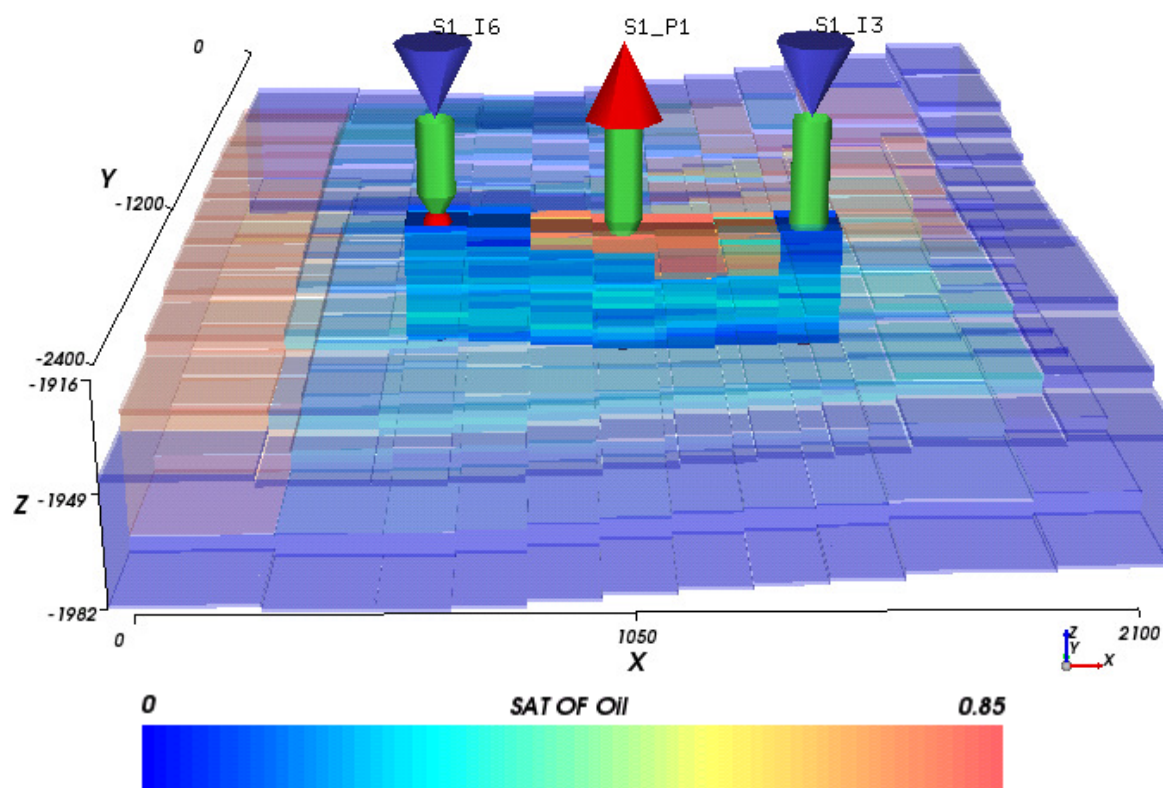 S1_I6 S1_P1 S1_I3
0
Y
-1200
-2400
-1916
Z -1949
-1982
0 1050 2100
X
Z
Y
X
0 SAT OF Oil 0.85